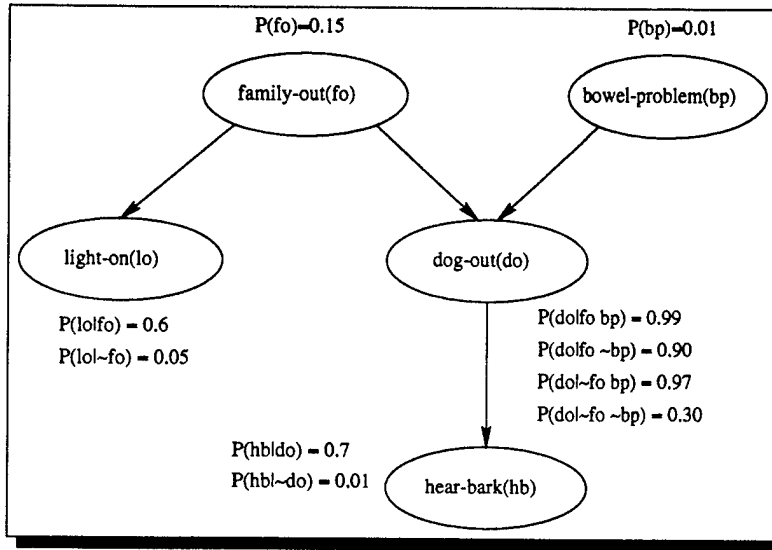 P(fo)=0.15
P(bp)=0.01
family-out(fo)
bowel-problem(bp)
light-on(lo)
dog-out(do)
P(lo|fo) = 0.6
P(lo|~fo) = 0.05
P(do|fo bp) = 0.99
P(do|fo ~bp) = 0.90
P(do|~fo bp) = 0.97
P(do|~fo ~bp) = 0.30
P(hb|do) = 0.7
P(hb|~do) = 0.01
hear-bark(hb)